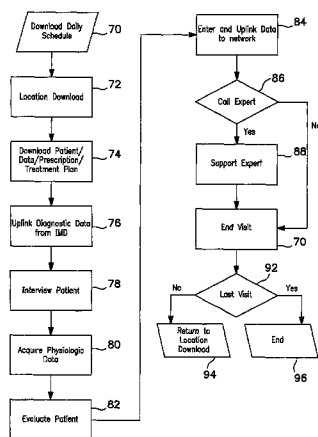 Download Daily
Schedule
70
Location Download
72
Download Patient/
Data/Prescription/
Treatment Plan
74
Uplink Diagnostic Data
from IMD
76
Interview Patient
78
Acquire Physiologic
Data
80
Evaluate Patient
82
Enter and Uplink Data
to network
84
Call Expert
86
No
Yes
Support Expert
88
End Visit
70
Last Visit
92
No
Yes
Return to
Location
Download
94
End
96